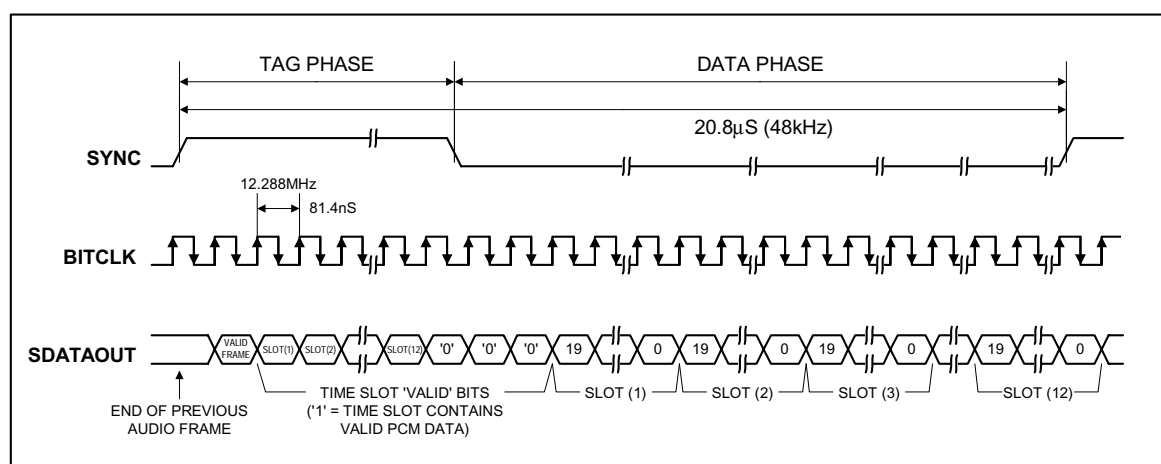 TAG PHASE DATA PHASE
20.8µS (48kHz)
SYNC
12.288MHz
81.4nS
BITCLK
SDATAOUT
VALID FRAME SLOT(1) SLOT(2) SLOT(12) '0' '0' '0' 19 0 19 0 19 0 19 0
END OF PREVIOUS
AUDIO FRAME
TIME SLOT 'VALID' BITS
('1' = TIME SLOT CONTAINS
VALID PCM DATA)
SLOT (1) SLOT (2) SLOT (3) SLOT (12)